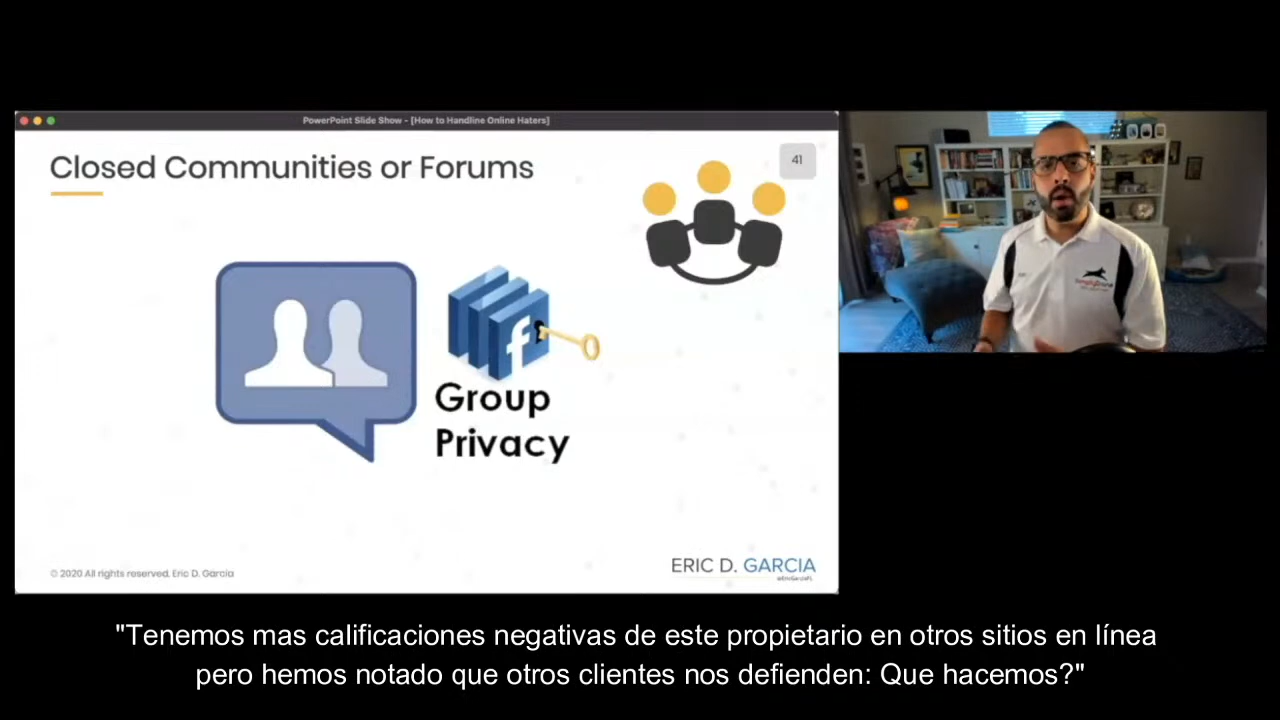 PowerPoint Slide Show - [How to Handline Online Haters]
Closed Communities or Forums
41
f
Group
Privacy
© 2020 All rights reserved. Eric D. Garcia
ERIC D. GARCIA
@EricGarciaFL
"Tenemos mas calificaciones negativas de este propietario en otros sitios en línea
pero hemos notado que otros clientes nos defienden: Que hacemos?"